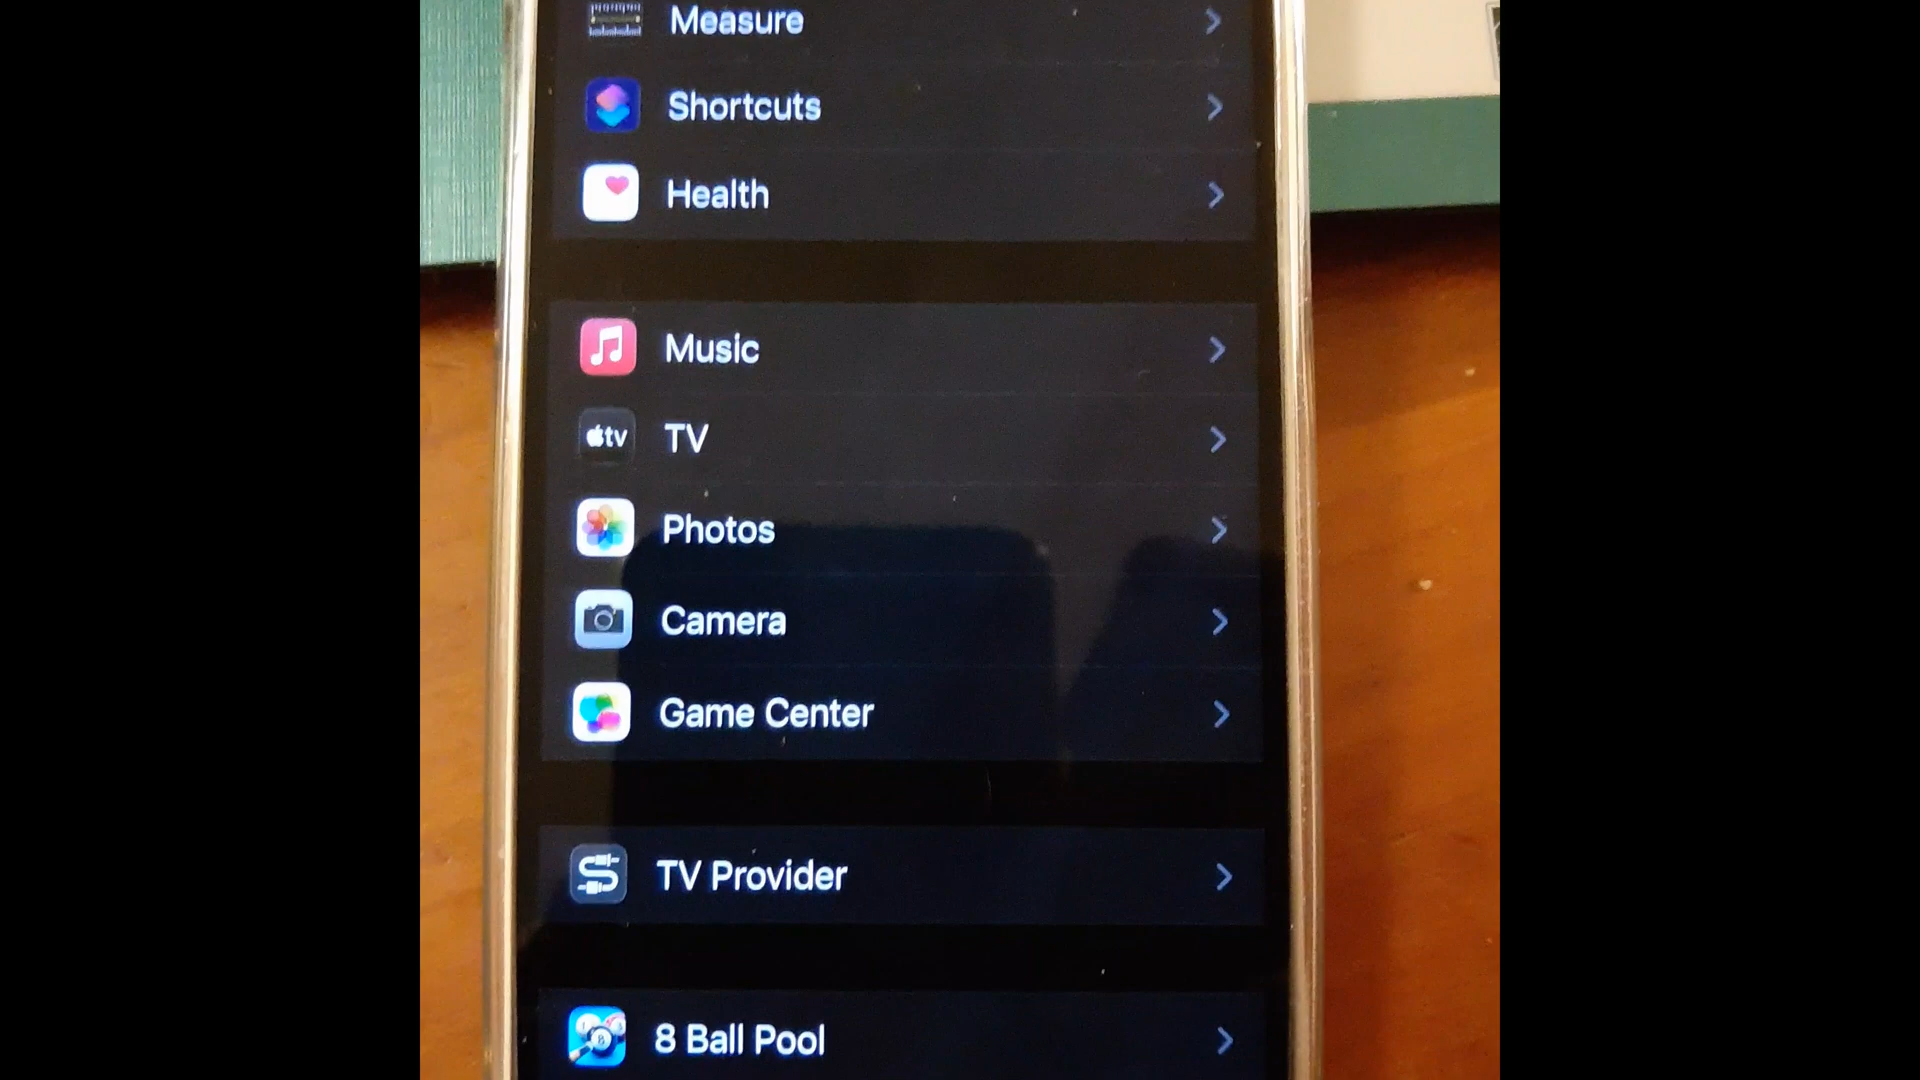 Measure
Shortcuts
Health
Music
tv TV
Photos
Camera
Game Center
TV Provider
8 Ball Pool